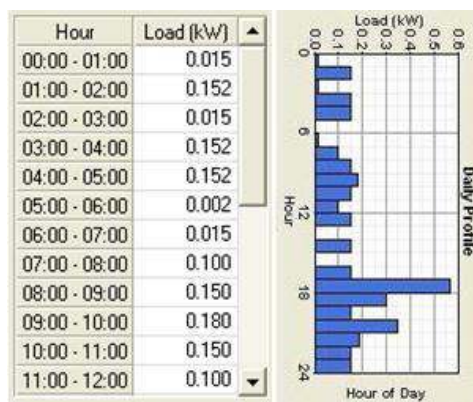 Hour Load (kW)
00:00 - 01:00 0.015
01:00 - 02:00 0.152
02:00 - 03:00 0.015
03:00 - 04:00 0.152
04:00 - 05:00 0.152
05:00 - 06:00 0.002
06:00 - 07:00 0.015
07:00 - 08:00 0.100
08:00 - 09:00 0.150
09:00 - 10:00 0.180
10:00 - 11:00 0.150
11:00 - 12:00 0.100
Load (kW)
0.0 0.1 0.2 0.3 0.4 0.5 0.6
0
6
12
18
24
Hour
Daily Profile
Hour of Day